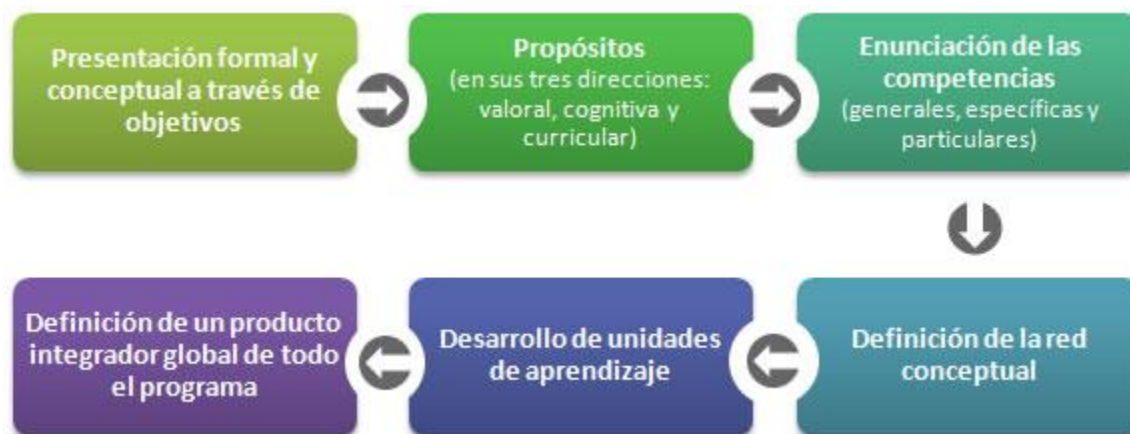 Presentación formal y
conceptual a través de
objetivos
Propósitos
(en sus tres direcciones:
valoral, cognitiva y
curricular)
Enunciación de las
competencias
(generales, específicas y
particulares)
Definición de la red
conceptual
Desarrollo de unidades
de aprendizaje
Definición de un producto
integrador global de todo
el programa